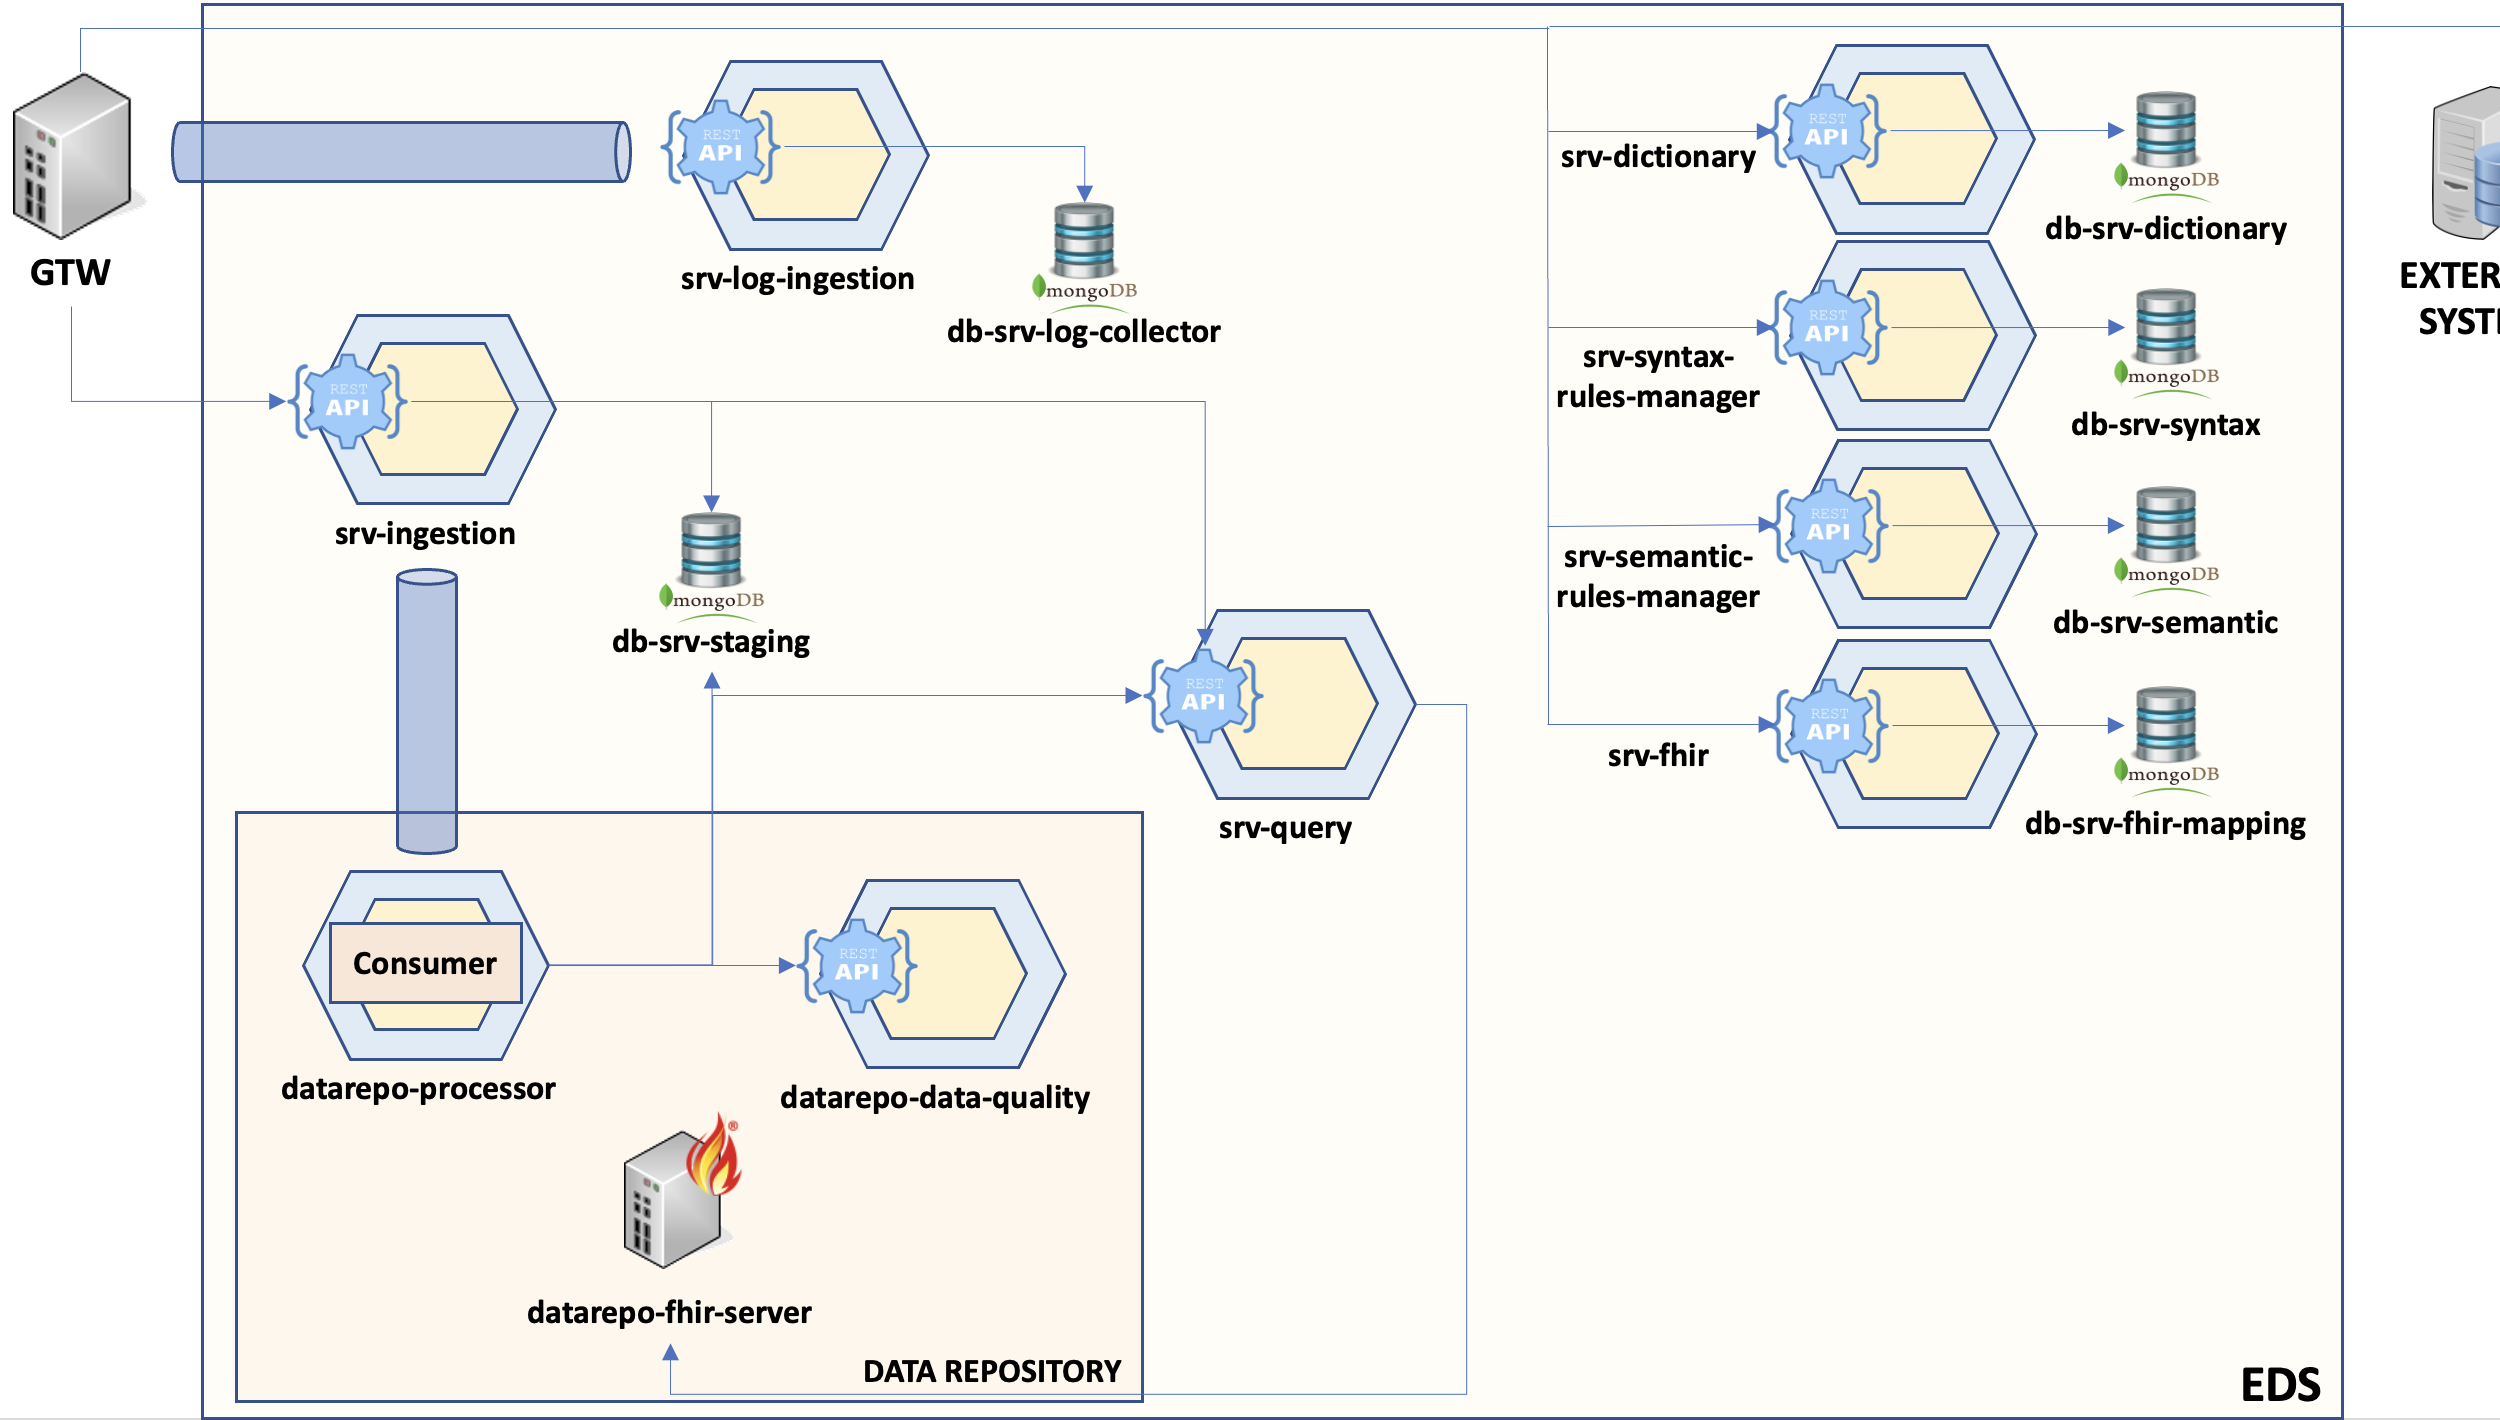 GTW
REST
API
srv-log-ingestion
mongoDB
db-srv-log-collector
REST
API
srv-ingestion
mongoDB
db-srv-staging
REST
API
srv-query
Consumer
datarepo-processor
REST
API
datarepo-data-quality
®
datarepo-fhir-server
DATA REPOSITORY
srv-dictionary
REST
API
mongoDB
db-srv-dictionary
srv-syntax-
rules-manager
REST
API
mongoDB
db-srv-syntax
srv-semantic-
rules-manager
REST
API
mongoDB
db-srv-semantic
srv-fhir
REST
API
mongoDB
db-srv-fhir-mapping
EDS
EXTER
SYST